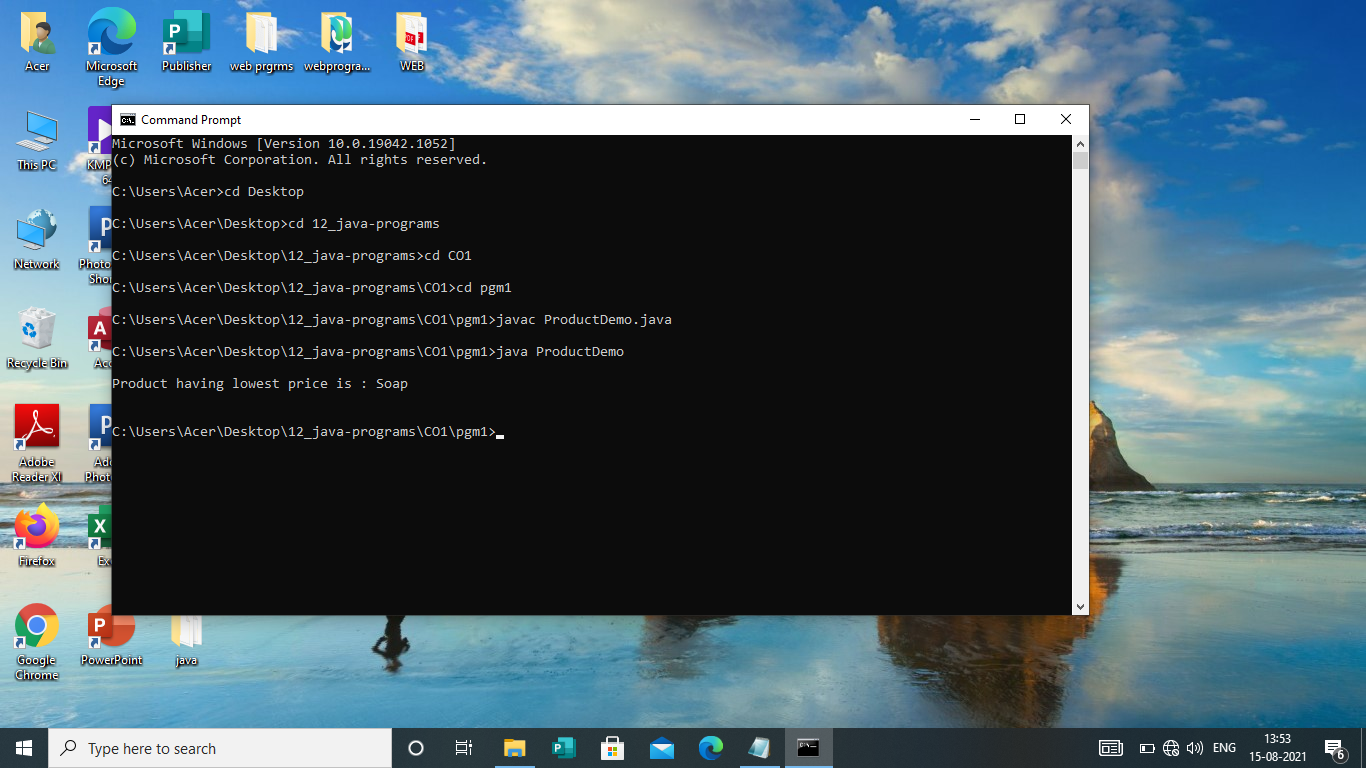 Acer
Microsoft
Edge
Publisher
web prgrms
webprogra...
WEB
This PC
KMP
64
Network
Photo
Sho
Recycle Bin
Acc
Adobe
Reader XI
Ado
Phot
Firefox
Ex
Google
Chrome
PowerPoint
java
Command Prompt
Microsoft Windows [Version 10.0.19042.1052]
(c) Microsoft Corporation. All rights reserved.
C:\Users\Acer>cd Desktop
C:\Users\Acer\Desktop>cd 12_java-programs
C:\Users\Acer\Desktop\12_java-programs>cd CO1
C:\Users\Acer\Desktop\12_java-programs\CO1>cd pgm1
C:\Users\Acer\Desktop\12_java-programs\CO1\pgm1>javac ProductDemo.java
C:\Users\Acer\Desktop\12_java-programs\CO1\pgm1>java ProductDemo
Product having lowest price is : Soap
C:\Users\Acer\Desktop\12_java-programs\CO1\pgm1>
Type here to search
ENG
13:53
15-08-2021
6